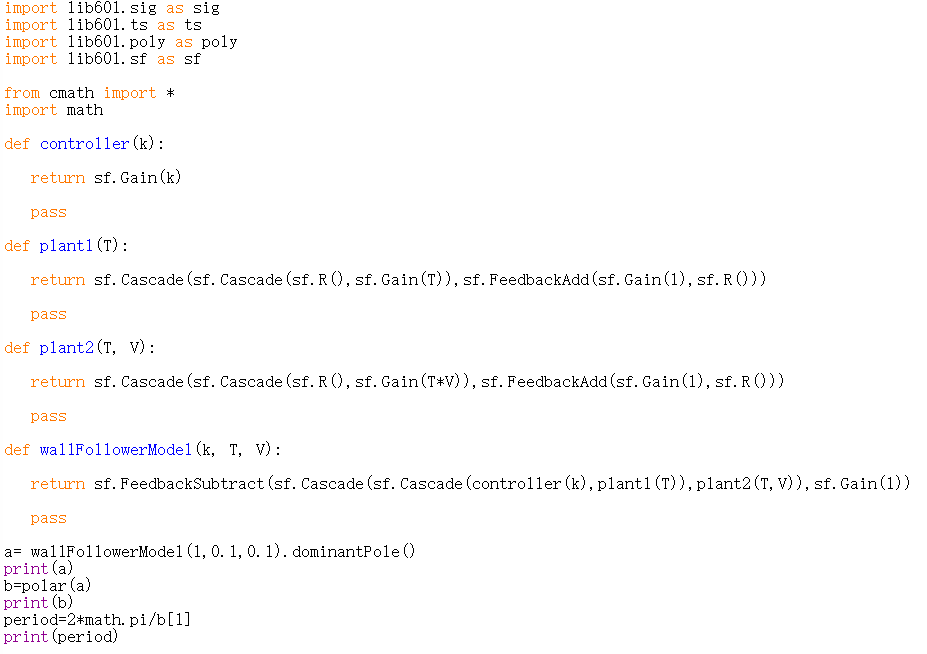 import lib601.sig as sig
import lib601.ts as ts
import lib601.poly as poly
import lib601.sf as sf
from cmath import *
import math
def controller(k):
return sf.Gain(k)
pass
def plant1(T):
return sf.Cascade(sf.Cascade(sf.R(),sf.Gain(T)),sf.FeedbackAdd(sf.Gain(1),sf.R()))
pass
def plant2(T, V):
return sf.Cascade(sf.Cascade(sf.R(),sf.Gain(T*V)),sf.FeedbackAdd(sf.Gain(1),sf.R()))
pass
def wallFollowerModel(k, T, V):
return sf.FeedbackSubtract(sf.Cascade(sf.Cascade(controller(k),plant1(T)),plant2(T,V)),sf.Gain(1))
pass
a= wallFollowerModel(1,0.1,0.1).dominantPole()
print(a)
b=polar(a)
print(b)
period=2*math.pi/b[1]
print(period)